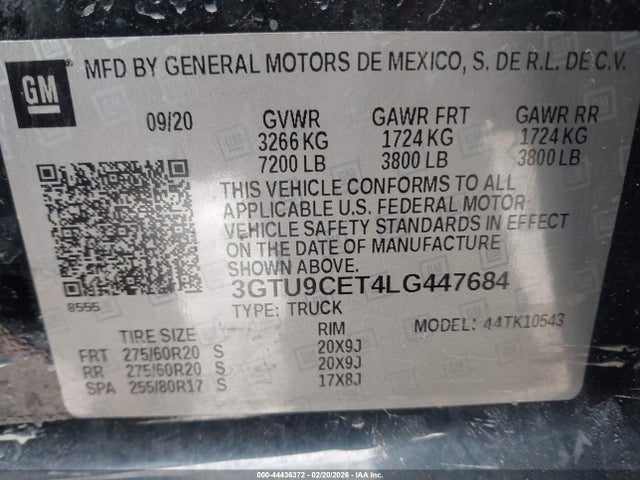 GM
MFD BY GENERAL MOTORS DE MEXICO, S. DE R.L. DE C.V.
09/20 GVWR GAWR FRT GAWR RR
3266 KG 1724 KG 1724 KG
7200 LB 3800 LB 3800 LB
THIS VEHICLE CONFORMS TO ALL
APPLICABLE U.S. FEDERAL MOTOR
VEHICLE SAFETY STANDARDS IN EFFECT
ON THE DATE OF MANUFACTURE
SHOWN ABOVE.
3GTU9CET4LG447684
8555
TYPE: TRUCK MODEL: 44TK10543
TIRE SIZE RIM
FRT 275/60R20 S 20X9J
RR 275/60R20 S 20X9J
SPA 255/80R17 S 17X8J
000-44436372 — 02/20/2026 — IAAI.COM